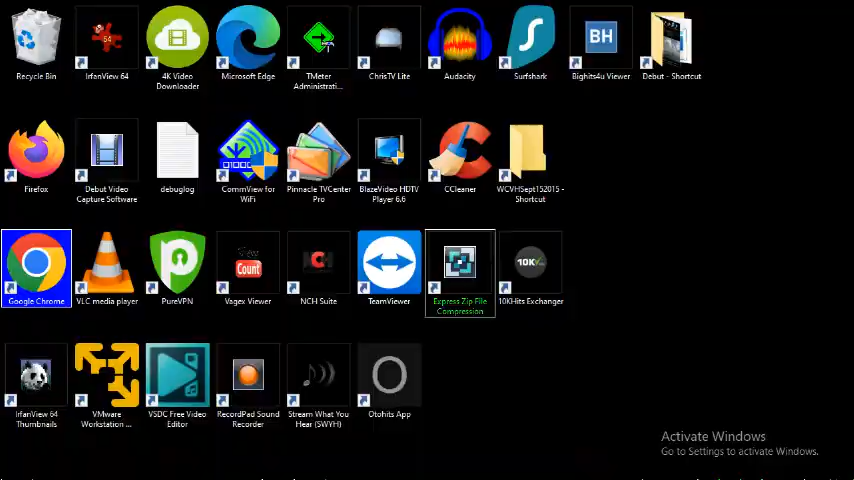 BH
Recycle Bin
IrfanView 64
4K Video
Downloader
Microsoft Edge
TMeter
Administrati...
ChrisTV Lite
Audacity
Surfshark
Bighits4u Viewer
Debut - Shortcut
Firefox
Debut Video
Capture Software
debuglog
CommView for
WiFi
Pinnacle TVCenter
Pro
BlazeVideo HDTV
Player 6.6
CCleaner
WCVHSept152015 -
Shortcut
Count
NCH
10K
Google Chrome
VLC media player
PureVPN
Vagex Viewer
NCH Suite
TeamViewer
Express Zip File
Compression
10KHits Exchanger
O
IrfanView 64
Thumbnails
VMware
Workstation ...
VSDC Free Video
Editor
RecordPad Sound
Recorder
Stream What You
Hear (SWYH)
Otohits App
Activate Windows
Go to Settings to activate Windows.